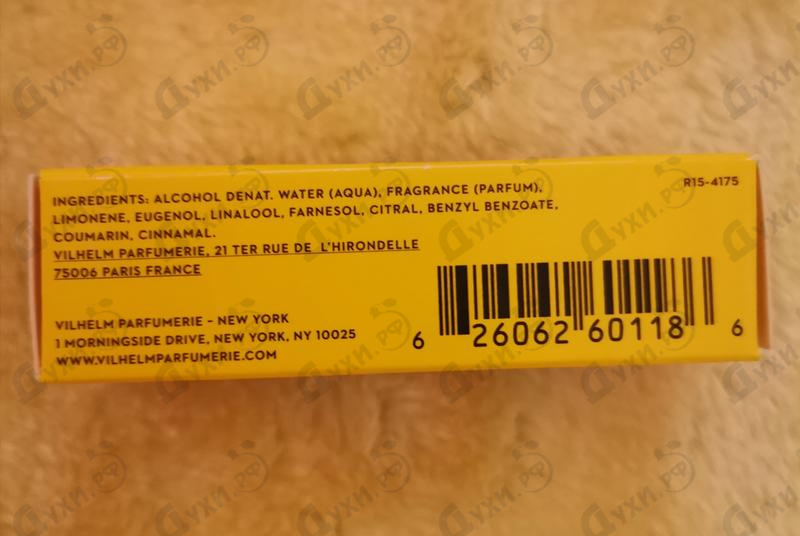 INGREDIENTS: ALCOHOL DENAT. WATER (AQUA), FRAGRANCE (PARFUM),
LIMONENE, EUGENOL, LINALOOL, FARNESOL, CITRAL, BENZYL BENZOATE,
COUMARIN, CINNAMAL.
VILHELM PARFUMERIE, 21 TER RUE DE L'HIRONDELLE
75006 PARIS FRANCE
VILHELM PARFUMERIE - NEW YORK
1 MORNINGSIDE DRIVE, NEW YORK, NY 10025
WWW.VILHELMPARFUMERIE.COM
R15-4175
6 26062 60118 6
Духи.рф